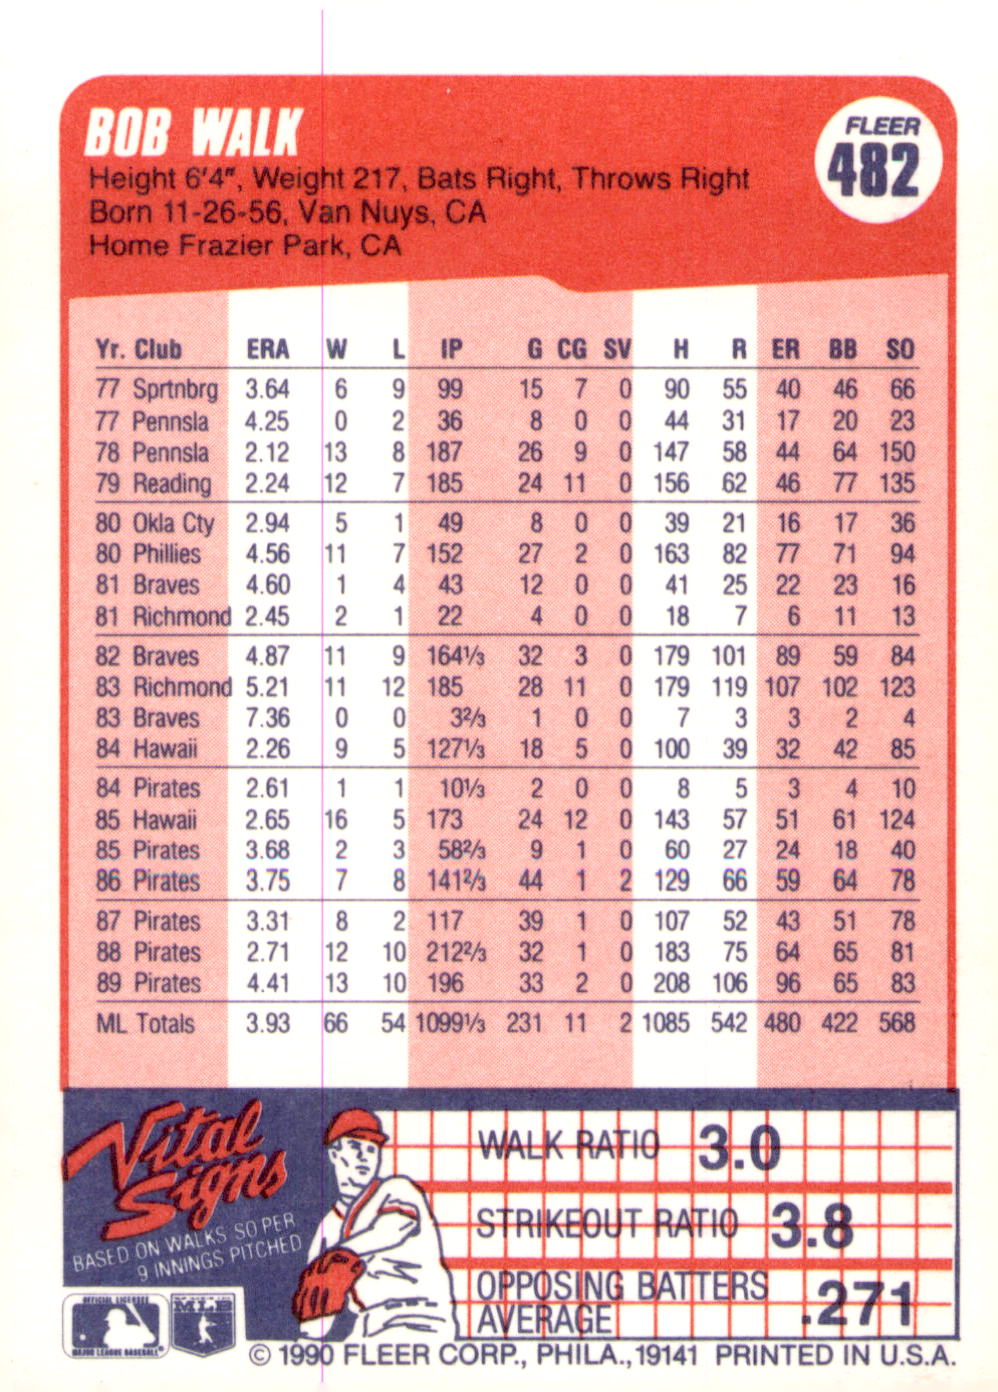 BOB WALK
FLEER
482
Height 6'4", Weight 217, Bats Right, Throws Right
Born 11-26-56, Van Nuys, CA
Home Frazier Park, CA
Yr. Club ERA W L IP G CG SV H R ER BB SO
77 Sprtnbrg 3.64 6 9 99 15 7 0 90 55 40 46 66
77 Pennsla 4.25 0 2 36 8 0 0 44 31 17 20 23
78 Pennsla 2.12 13 8 187 26 9 0 147 58 44 64 150
79 Reading 2.24 12 7 185 24 11 0 156 62 46 77 135
80 Okla Cty 2.94 5 1 49 8 0 0 39 21 16 17 36
80 Phillies 4.56 11 7 152 27 2 0 163 82 77 71 94
81 Braves 4.60 1 4 43 12 0 0 41 25 22 23 16
81 Richmond 2.45 2 1 22 4 0 0 18 7 6 11 13
82 Braves 4.87 11 9 164⅓ 32 3 0 179 101 89 59 84
83 Richmond 5.21 11 12 185 28 11 0 179 119 107 102 123
83 Braves 7.36 0 0 3⅔ 1 0 0 7 3 3 2 4
84 Hawaii 2.26 9 5 127⅓ 18 5 0 100 39 32 42 85
84 Pirates 2.61 1 1 10⅓ 2 0 0 8 5 3 4 10
85 Hawaii 2.65 16 5 173 24 12 0 143 57 51 61 124
85 Pirates 3.68 2 3 58⅔ 9 1 0 60 27 24 18 40
86 Pirates 3.75 7 8 141⅔ 44 1 2 129 66 59 64 78
87 Pirates 3.31 8 2 117 39 1 0 107 52 43 51 78
88 Pirates 2.71 12 10 212⅔ 32 1 0 183 75 64 65 81
89 Pirates 4.41 13 10 196 33 2 0 208 106 96 65 83
ML Totals 3.93 66 54 1099⅓ 231 11 2 1085 542 480 422 568
Vital
Signs
BASED ON WALKS SO PER
9 INNINGS PITCHED
WALK RATIO 3.0
STRIKEOUT RATIO 3.8
OPPOSING BATTERS
AVERAGE .271
OFFICIAL LICENSEE
MAJOR LEAGUE BASEBALL
MLB
© 1990 FLEER CORP., PHILA., 19141 PRINTED IN U.S.A.